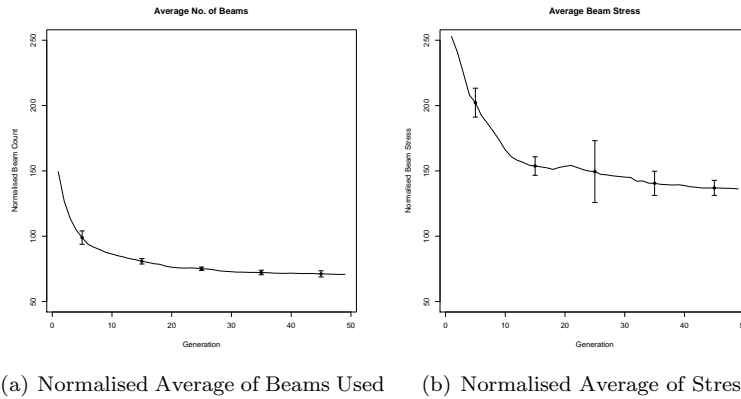 Average No. of Beams
Normalised Beam Count
250
200
150
100
50
0 10 20 30 40 50
Generation
Average Beam Stress
Normalised Beam Stress
250
200
150
100
50
0 10 20 30 40 50
Generation
(a) Normalised Average of Beams Used
(b) Normalised Average of Stres